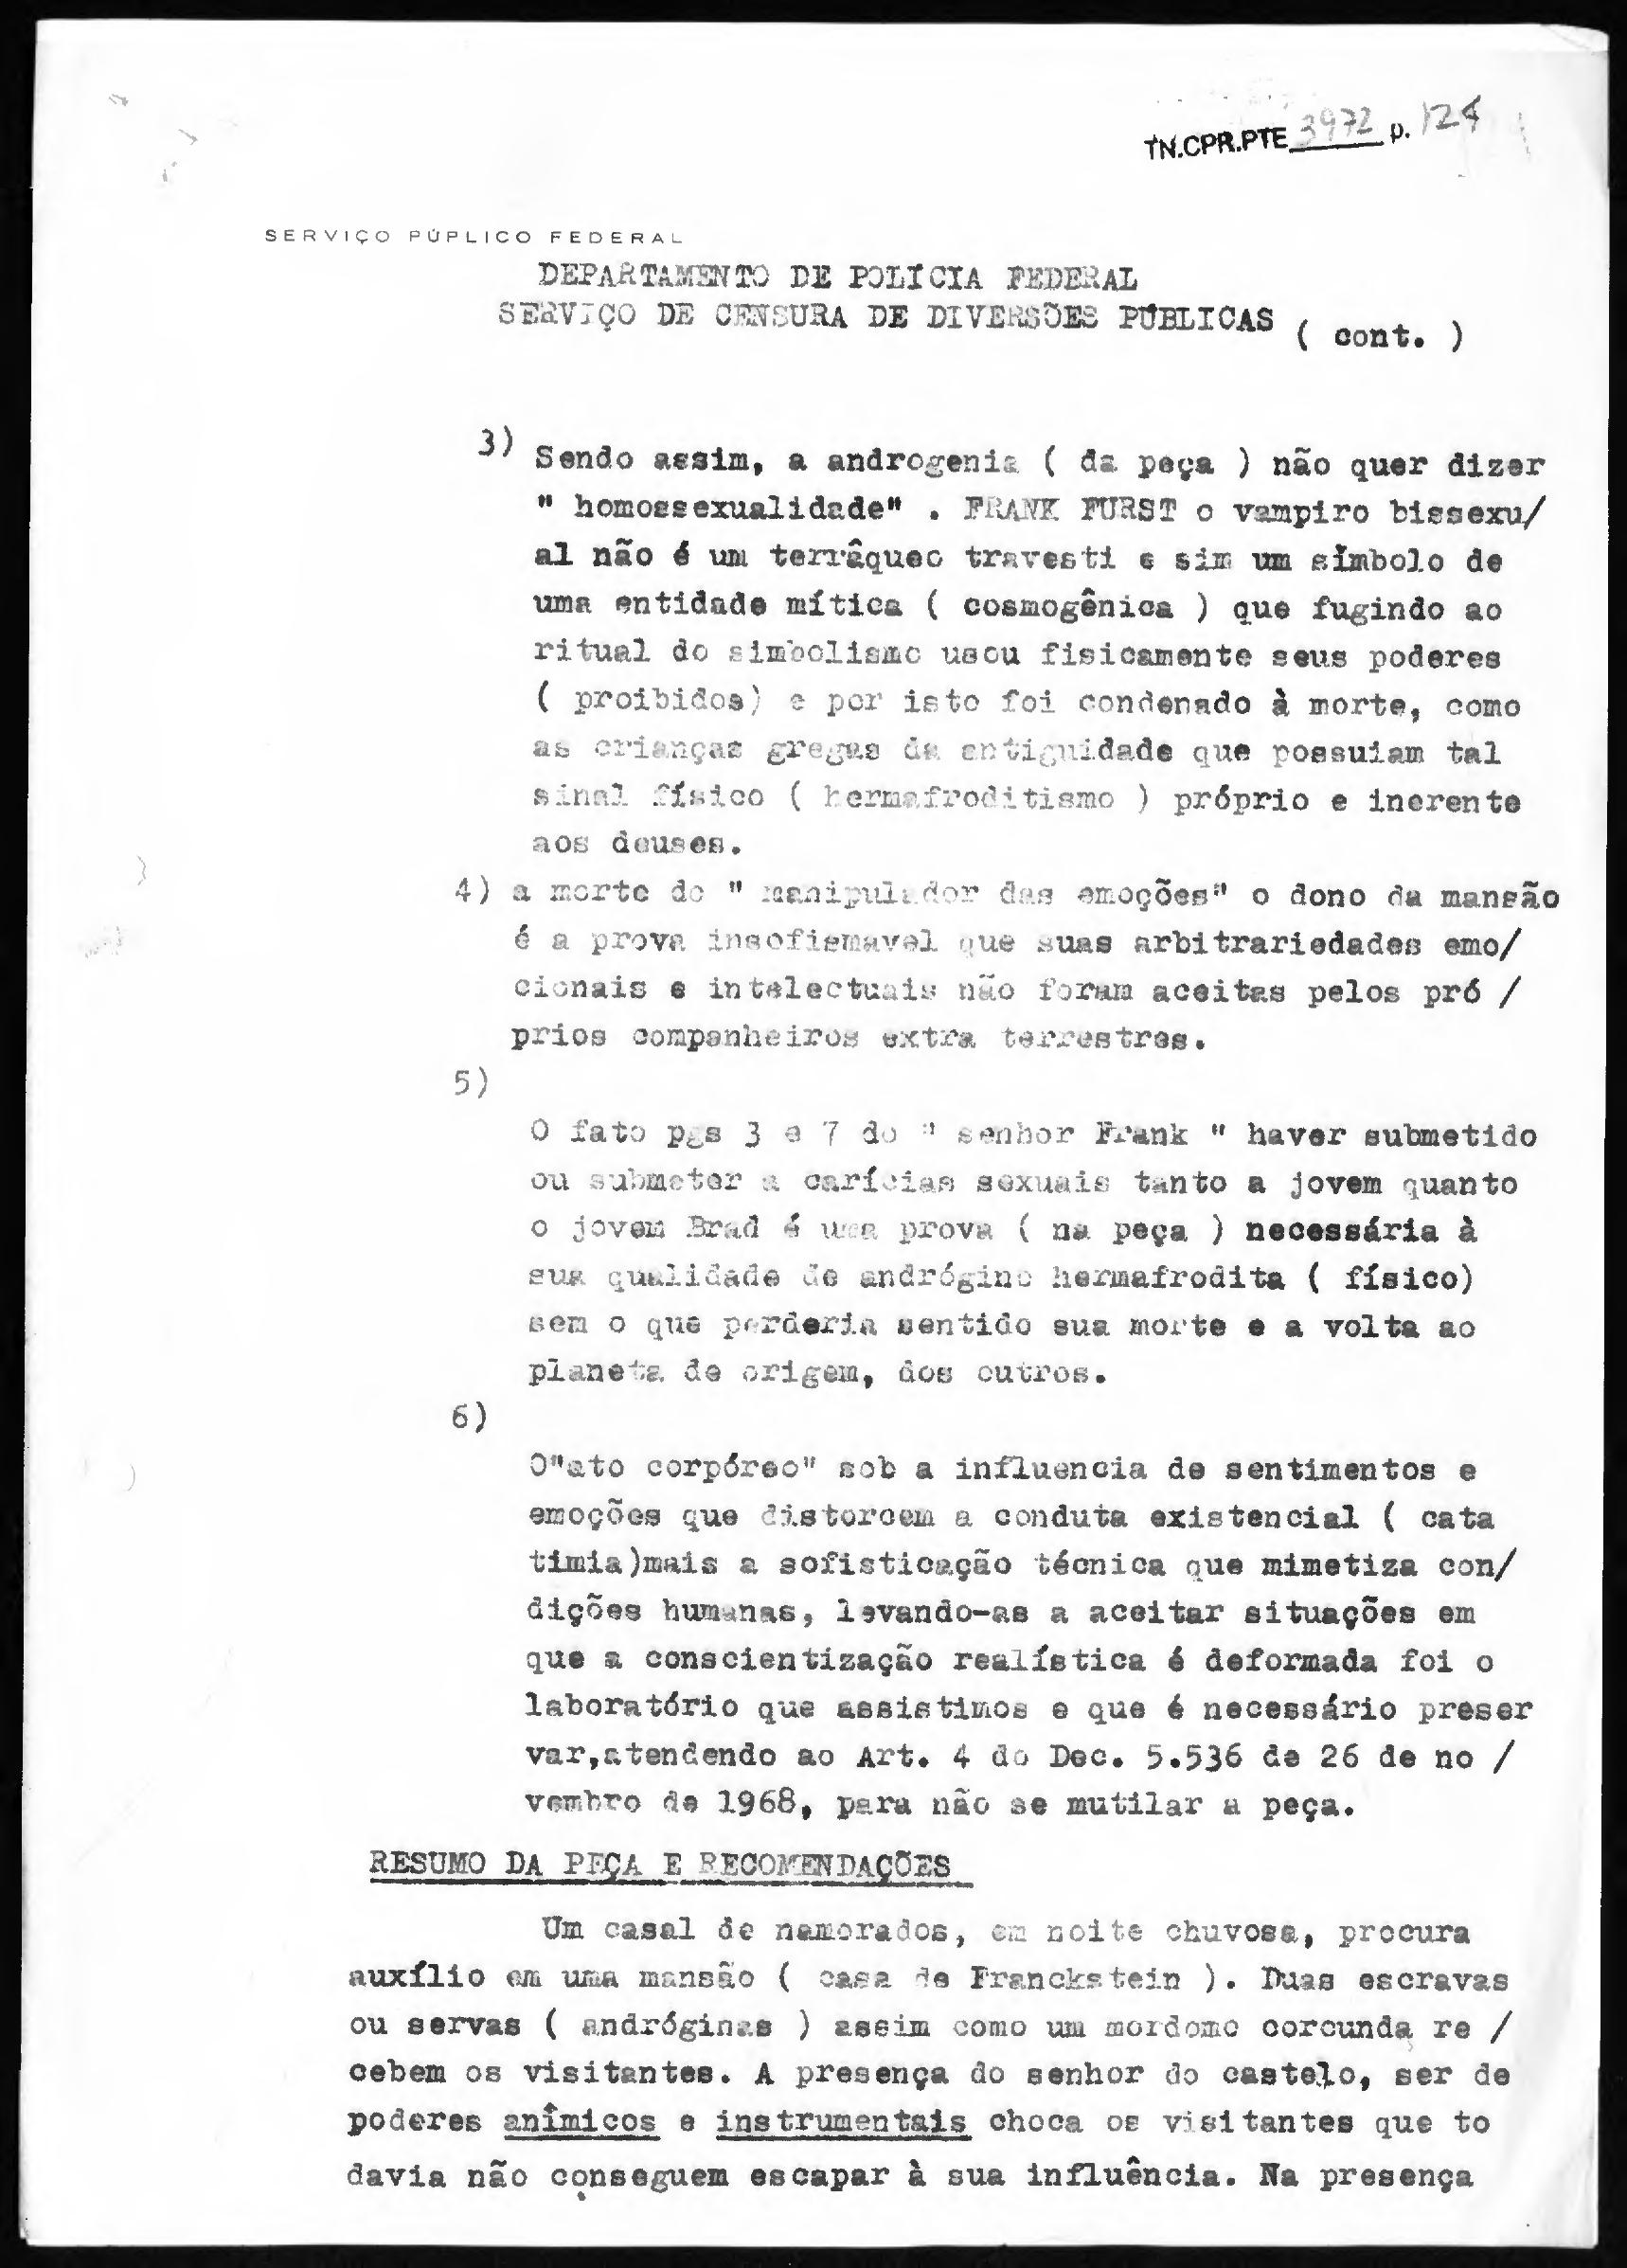 TN.CPR.PTE 3972 p. 124
SERVIÇO PÚPLICO FEDERAL
DEPARTAMENTO DE POLÍCIA FEDERAL
SERVIÇO DE CENSURA DE DIVERSÕES PÚBLICAS ( cont. )
3) Sendo assim, a androgenia ( da peça ) não quer dizer
" homossexualidade" . FRANK FURST o vampiro bissexu/
al não é um terrâqueo travesti e sim um símbolo de
uma entidade mítica ( cosmogênica ) que fugindo ao
ritual do simbolismo usou fisicamente seus poderes
( proibidos) e por isto foi condenado à morte, como
as crianças gregas da antiguidade que possuiam tal
sinal físico ( hermafroditismo ) próprio e inerente
aos deuses.
4) a morte do " manipulador das emoções" o dono da mansão
é a prova insofismavel que suas arbitrariedades emo/
cionais e intelectuais não foram aceitas pelos pró /
prios companheiros extra terrestres.
5)
O fato pgs 3 e 7 do " senhor Frank " haver submetido
ou submeter a carícias sexuais tanto a jovem quanto
o jovem Brad é uma prova ( na peça ) necessária à
sua qualidade de andrógino hermafrodita ( físico)
sem o que perderia sentido sua morte e a volta ao
planeta de origem, dos outros.
6)
O"ato corpóreo" sob a influencia de sentimentos e
emoções que distorcem a conduta existencial ( cata
timia)mais a sofisticação técnica que mimetiza con/
dições humanas, levando-as a aceitar situações em
que a conscientização realística é deformada foi o
laboratório que assistimos e que é necessário preser
var,atendendo ao Art. 4 do Dec. 5.536 de 26 de no /
vembro de 1968, para não se mutilar a peça.
RESUMO DA PEÇA E RECOMENDAÇÕES
Um casal de namorados, em noite chuvosa, procura
auxílio em uma mansão ( casa de Franckstein ). Duas escravas
ou servas ( andróginas ) assim como um mordomo corcunda re /
cebem os visitantes. A presença do senhor do castelo, ser de
poderes anîmicos e instrumentais choca os visitantes que to
davia não conseguem escapar à sua influência. Na presença